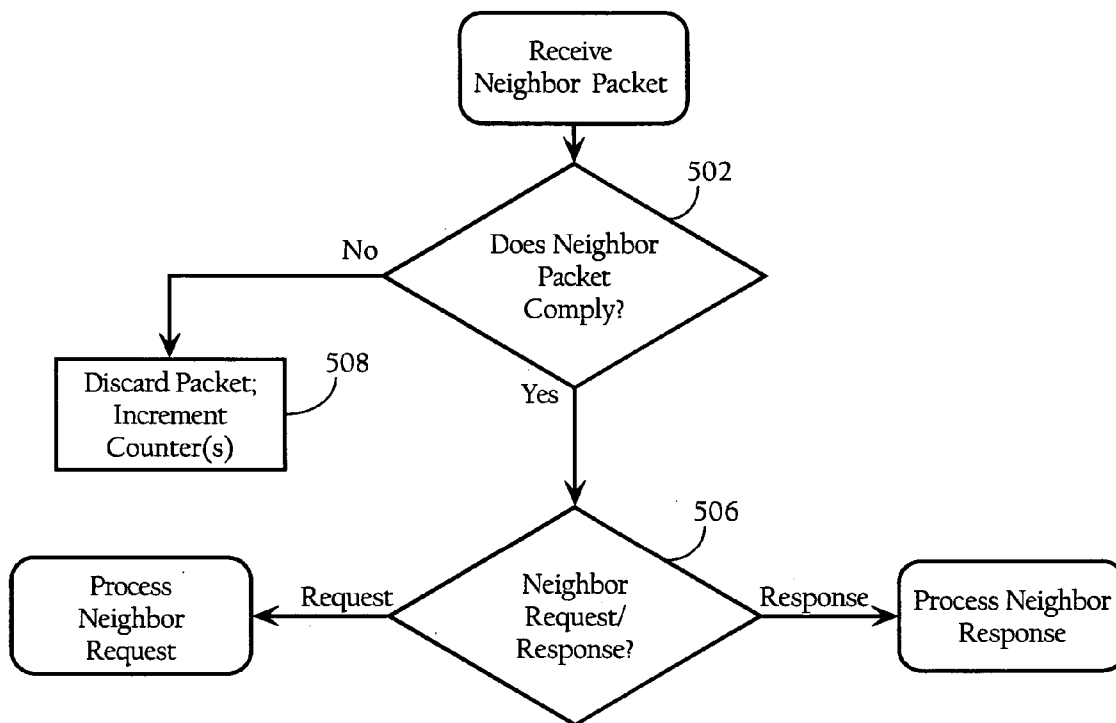 Receive
Neighbor Packet
502
No
Does Neighbor
Packet
Comply?
508
Discard Packet;
Increment
Counter(s)
Yes
506
Process
Neighbor
Request
Request
Neighbor
Request/
Response?
Response
Process Neighbor
Response